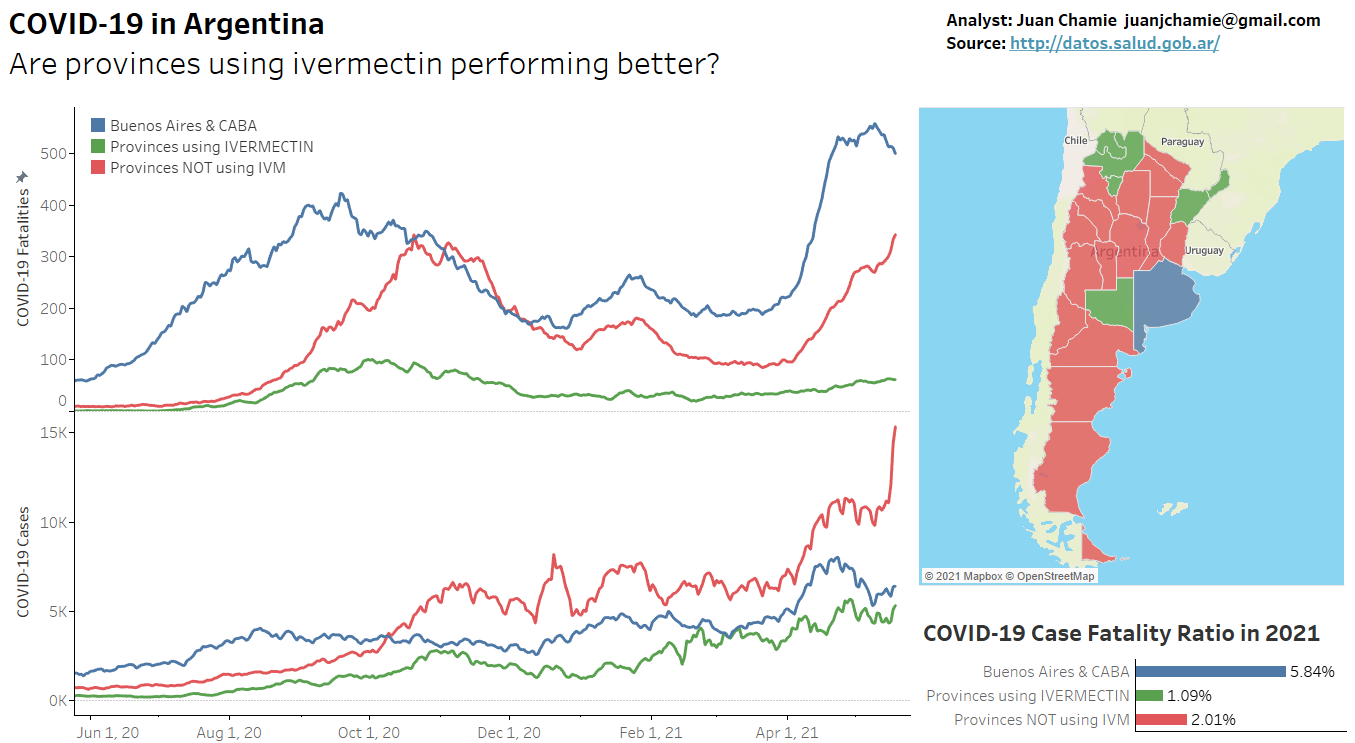 COVID-19 in Argentina
Are provinces using ivermectin performing better?
Analyst: Juan Chamie juanjchamie@gmail.com
Source: http://datos.salud.gob.ar/
Buenos Aires & CABA
Provinces using IVERMECTIN
Provinces NOT using IVM
COVID-19 Fatalities
500
400
300
200
100
0
COVID-19 Cases
15K
10K
5K
0K
Jun 1, 20
Aug 1, 20
Oct 1, 20
Dec 1, 20
Feb 1, 21
Apr 1, 21
Chile
Paraguay
Argentina
Uruguay
© 2021 Mapbox © OpenStreetMap
COVID-19 Case Fatality Ratio in 2021
Buenos Aires & CABA 5.84%
Provinces using IVERMECTIN 1.09%
Provinces NOT using IVM 2.01%